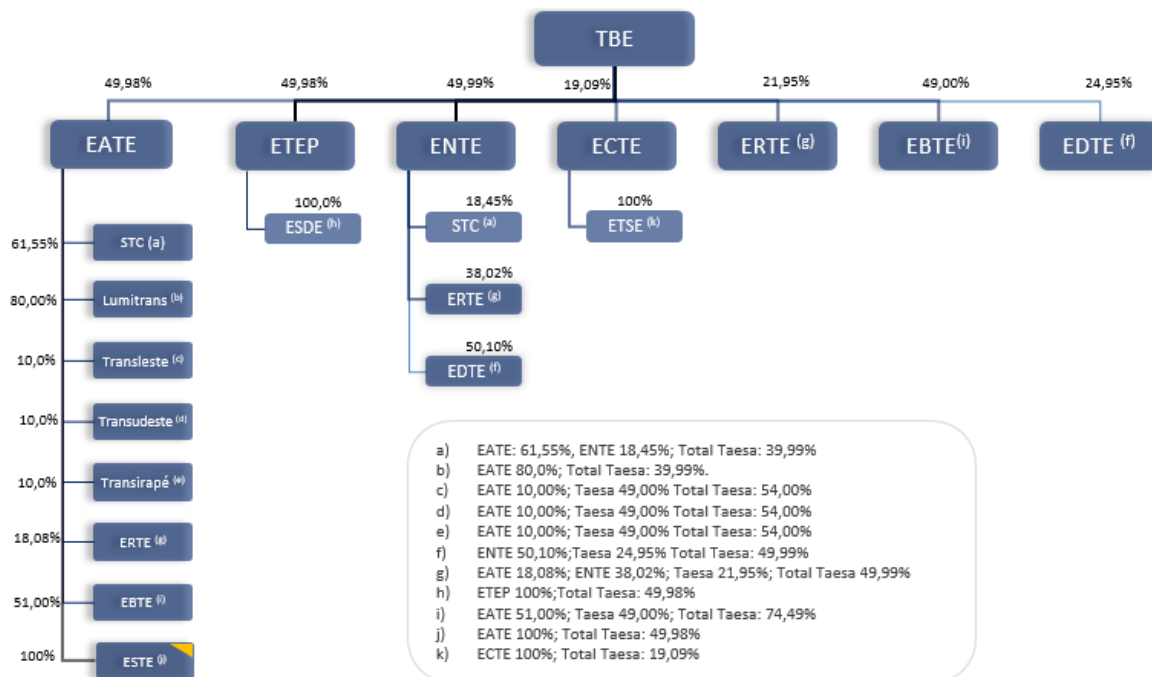 TBE
49,98%
49,98%
49,99%
19,09%
21,95%
49,00%
24,95%
EATE
ETEP
ENTE
ECTE
ERTE (g)
EBTE(i)
EDTE (f)
100,0%
ESDE (h)
18,45%
STC (a)
100%
ETSE (k)
61,55%
STC (a)
38,02%
ERTE (g)
80,00%
Lumitrans (b)
50,10%
EDTE (f)
10,0%
Transleste (c)
10,0%
Transudeste (d)
10,0%
Transirapé (e)
18,08%
ERTE (g)
51,00%
EBTE (i)
100%
ESTE (j)
a) EATE: 61,55%, ENTE 18,45%; Total Taesa: 39,99%
b) EATE 80,0%; Total Taesa: 39,99%.
c) EATE 10,00%; Taesa 49,00% Total Taesa: 54,00%
d) EATE 10,00%; Taesa 49,00% Total Taesa: 54,00%
e) EATE 10,00%; Taesa 49,00% Total Taesa: 54,00%
f) ENTE 50,10%;Taesa 24,95% Total Taesa: 49,99%
g) EATE 18,08%; ENTE 38,02%; Taesa 21,95%; Total Taesa 49,99%
h) ETEP 100%;Total Taesa: 49,98%
i) EATE 51,00%; Taesa 49,00%; Total Taesa: 74,49%
j) EATE 100%; Total Taesa: 49,98%
k) ECTE 100%; Total Taesa: 19,09%